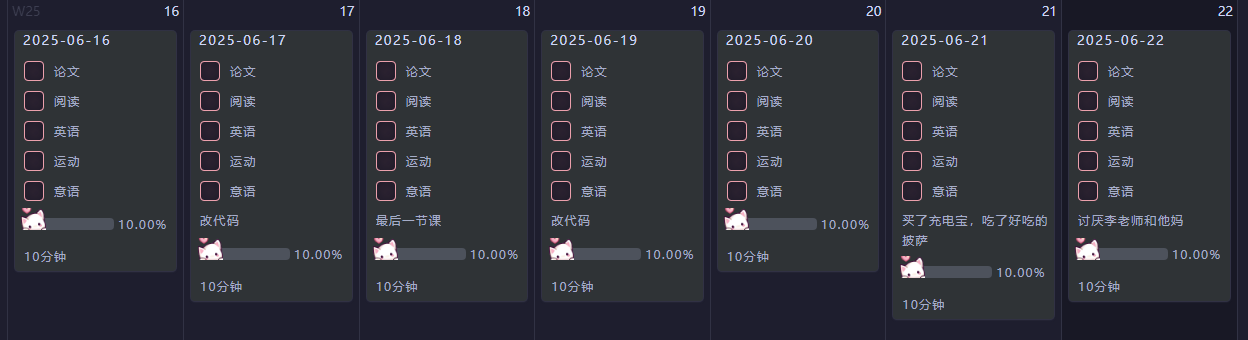 W25
16
2025-06-16
论文
阅读
英语
运动
意语
10.00%
10分钟
17
2025-06-17
论文
阅读
英语
运动
意语
改代码
10.00%
10分钟
18
2025-06-18
论文
阅读
英语
运动
意语
最后一节课
10.00%
10分钟
19
2025-06-19
论文
阅读
英语
运动
意语
改代码
10.00%
10分钟
20
2025-06-20
论文
阅读
英语
运动
意语
10.00%
10分钟
21
2025-06-21
论文
阅读
英语
运动
意语
买了充电宝，吃了好吃的
披萨
10.00%
10分钟
22
2025-06-22
论文
阅读
英语
运动
意语
讨厌李老师和他妈
10.00%
10分钟